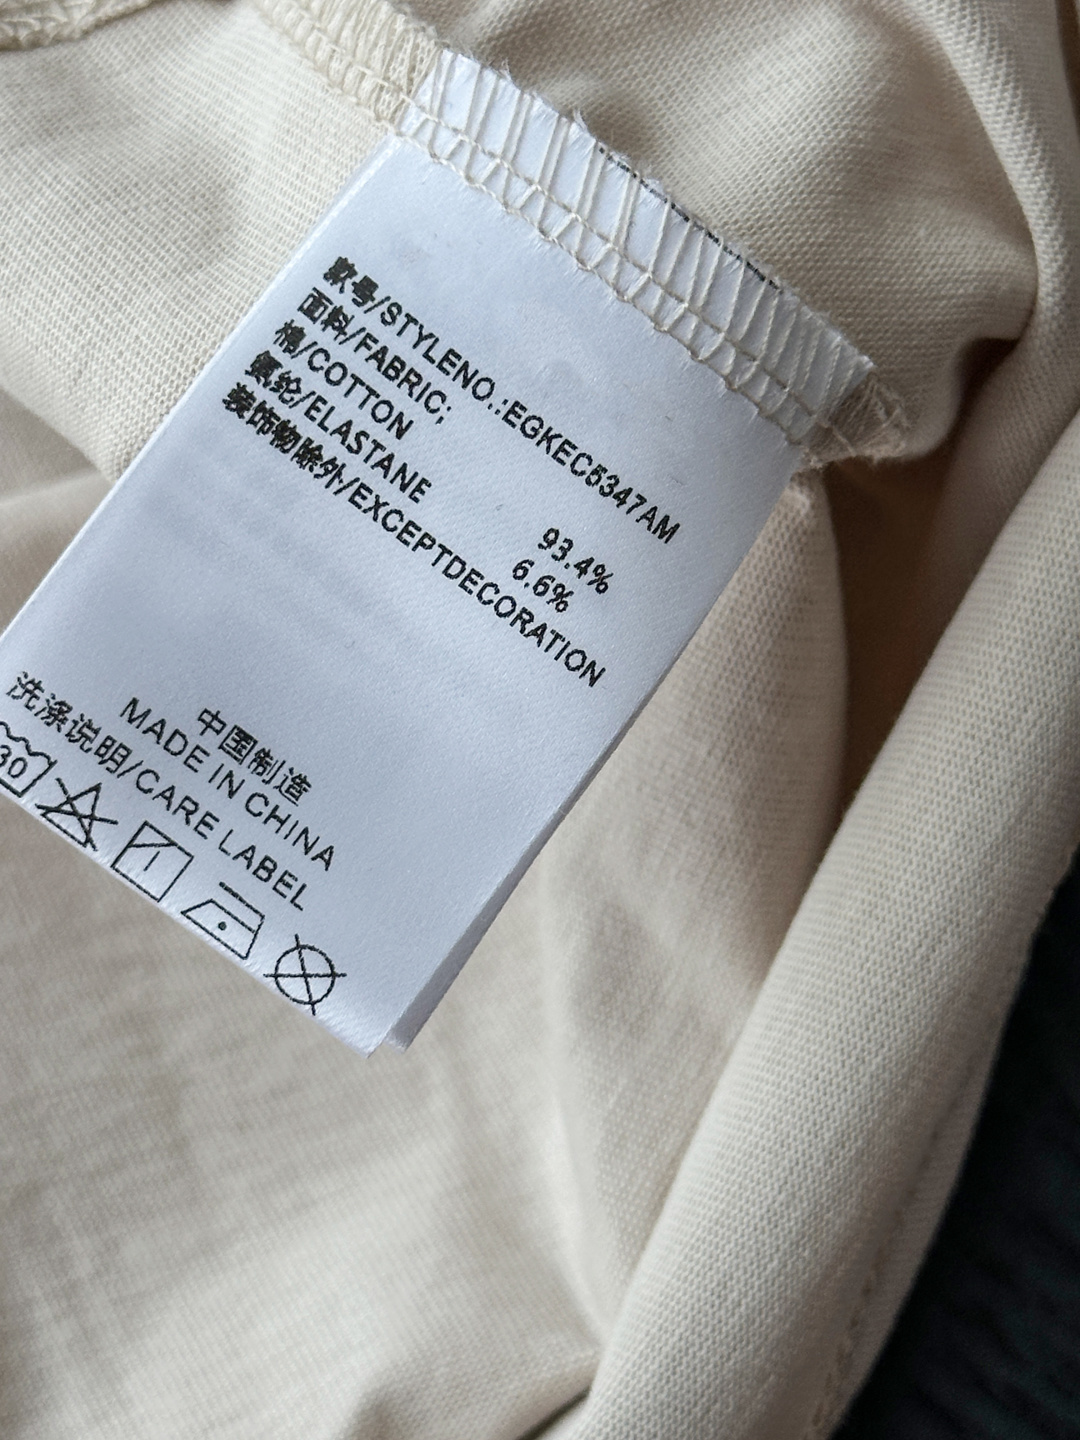 款号/STYLENO.:EGKEC5347AM
面料/FABRIC;
棉/COTTON 93.4%
氨纶/ELASTANE 6.6%
装饰物除外/EXCEPTDECORATION
中国制造
MADE IN CHINA
洗涤说明/CARE LABEL
30